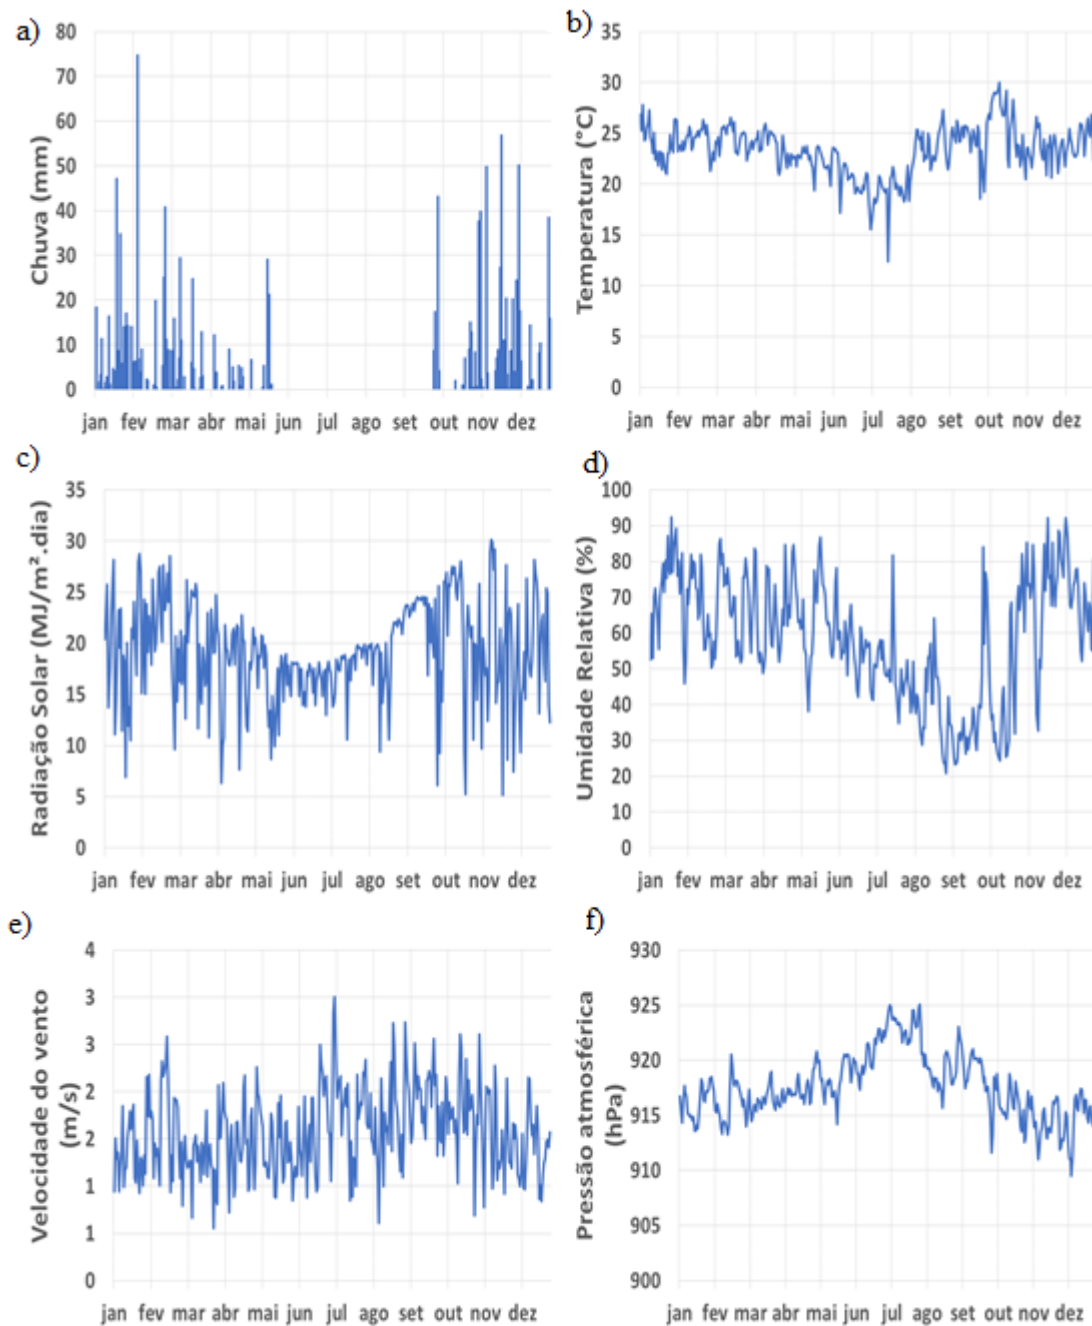 a)
Chuva (mm)
80
70
60
50
40
30
20
10
0
jan fev mar abr mai jun jul ago set out nov dez
b)
Temperatura (°C)
35
30
25
20
15
10
5
0
jan fev mar abr mai jun jul ago set out nov dez
c)
Radiação Solar (MJ/m².dia)
35
30
25
20
15
10
5
0
jan fev mar abr mai jun jul ago set out nov dez
d)
Umidade Relativa (%)
100
90
80
70
60
50
40
30
20
10
0
jan fev mar abr mai jun jul ago set out nov dez
e)
Velocidade do vento
(m/s)
4
3
3
2
2
1
1
0
jan fev mar abr mai jun jul ago set out nov dez
f)
Pressão atmosférica
(hPa)
930
925
920
915
910
905
900
jan fev mar abr mai jun jul ago set out nov dez